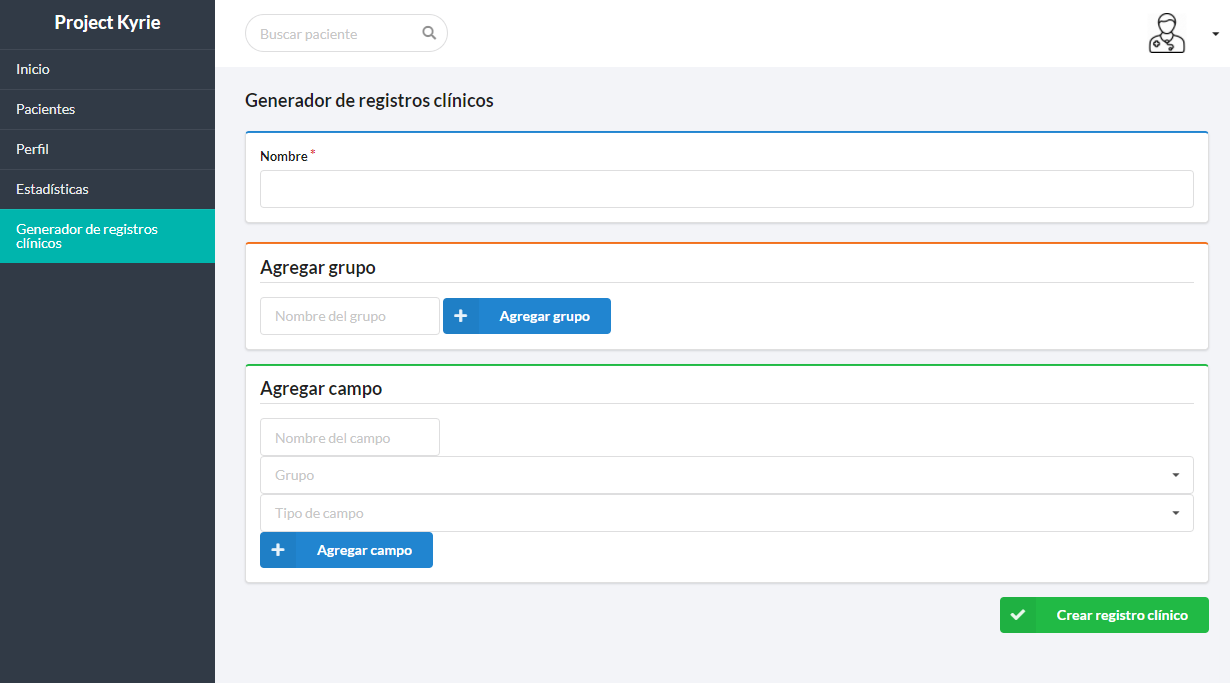 Project Kyrie
Buscar paciente
Inicio
Pacientes
Perfil
Estadísticas
Generador de registros
clínicos
Generador de registros clínicos
Nombre *
Agregar grupo
Nombre del grupo
Agregar grupo
Agregar campo
Nombre del campo
Grupo
Tipo de campo
Agregar campo
Crear registro clínico